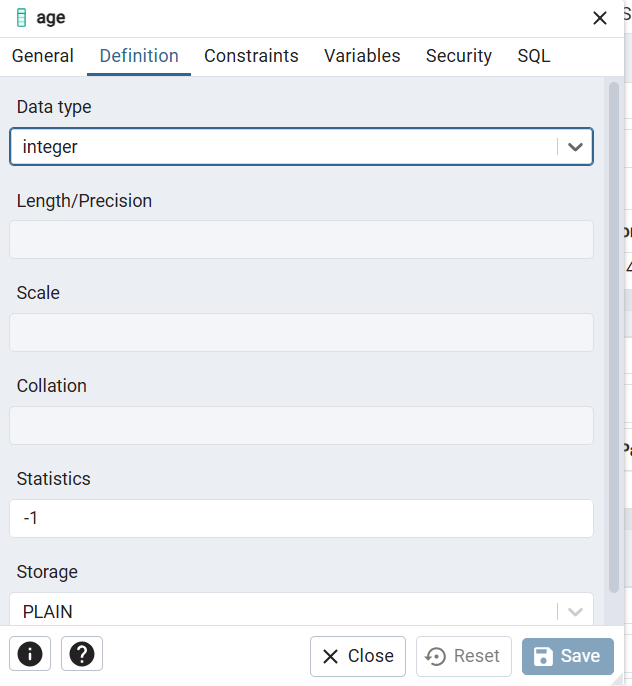 age
General Definition Constraints Variables Security SQL
Data type
integer
Length/Precision
Scale
Collation
Statistics
-1
Storage
PLAIN
Close Reset Save